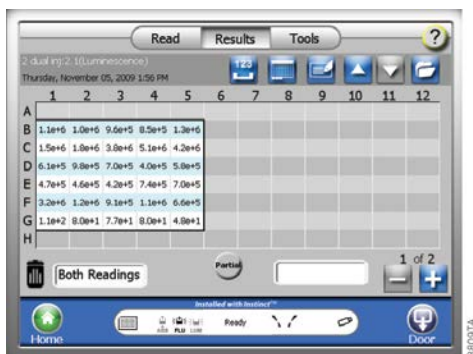 Read Results Tools ?
2 dual inj:2.1(Luminescence)
Thursday, November 05, 2009 1:56 PM
123
1 2 3 4 5 6 7 8 9 10 11 12
A
B 1.1e+6 1.0e+6 9.6e+5 8.5e+5 1.3e+6
C 1.5e+6 1.8e+6 3.8e+6 5.1e+6 4.2e+6
D 6.1e+5 9.8e+5 7.0e+5 4.0e+5 5.8e+5
E 4.7e+5 4.6e+5 4.2e+5 7.4e+5 7.0e+5
F 3.2e+6 1.2e+6 9.1e+5 1.1e+6 6.6e+5
G 1.1e+2 8.0e+1 7.7e+1 8.0e+1 4.8e+1
H
Both Readings
Partial
1 of 2
Installed with Instinct™
Home
ABS FLU LUM
Ready
Door